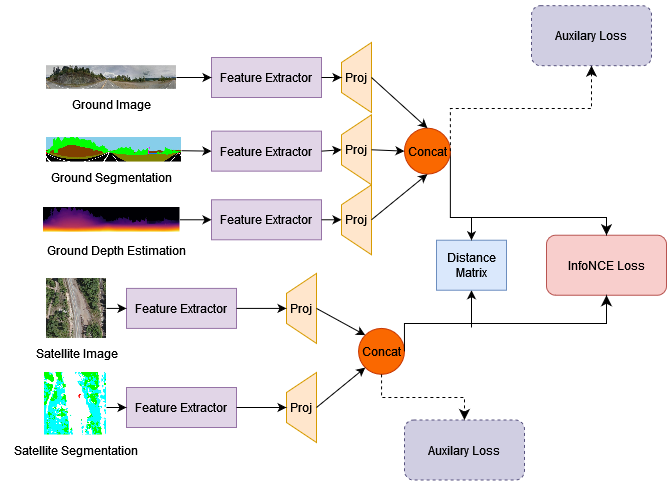 Auxilary Loss
Ground Image
Feature Extractor
Proj
Ground Segmentation
Feature Extractor
Proj
Concat
Ground Depth Estimation
Feature Extractor
Proj
Distance
Matrix
InfoNCE Loss
Satellite Image
Feature Extractor
Proj
Concat
Satellite Segmentation
Feature Extractor
Proj
Auxilary Loss